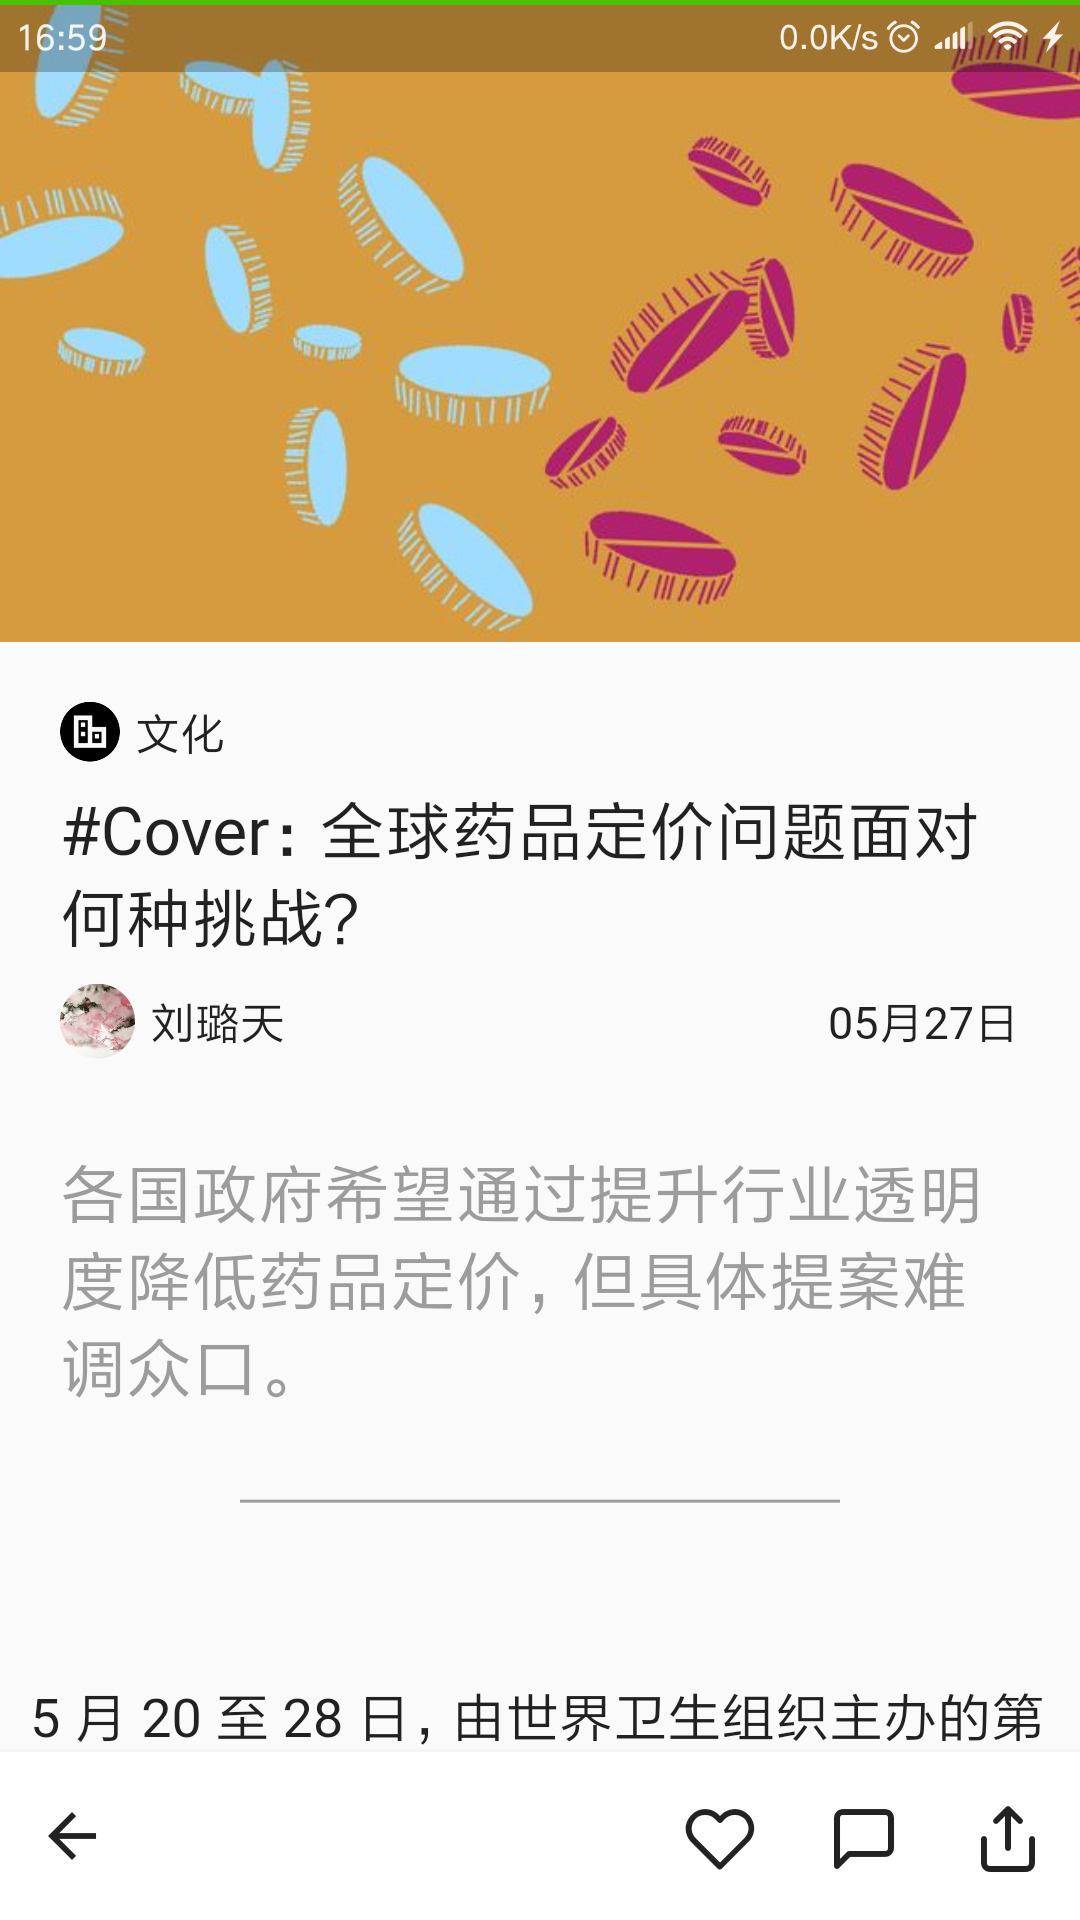 16:59
0.0K/s
文化
#Cover：全球药品定价问题面对
何种挑战？
刘璐天
05月27日
各国政府希望通过提升行业透明
度降低药品定价，但具体提案难
调众口。
5 月 20 至 28 日，由世界卫生组织主办的第